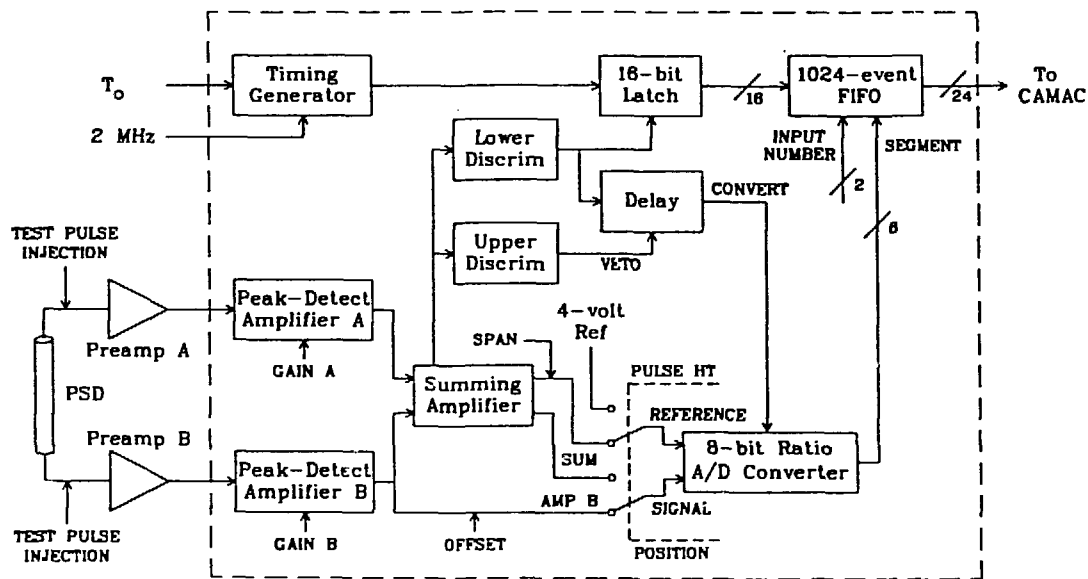 T₀
2 MHz
Timing
Generator
16-bit
Latch
16
1024-event
FIFO
24
To
CAMAC
Lower
Discrim
INPUT
NUMBER
2
SEGMENT
6
Delay
CONVERT
Upper
Discrim
VETO
TEST PULSE
INJECTION
Preamp A
PSD
Preamp B
TEST PULSE
INJECTION
Peak-Detect
Amplifier A
GAIN A
Peak-Detect
Amplifier B
GAIN B
Summing
Amplifier
SPAN
4-volt
Ref
PULSE HT
REFERENCE
SUM
8-bit Ratio
A/D Converter
AMP B
SIGNAL
OFFSET
POSITION